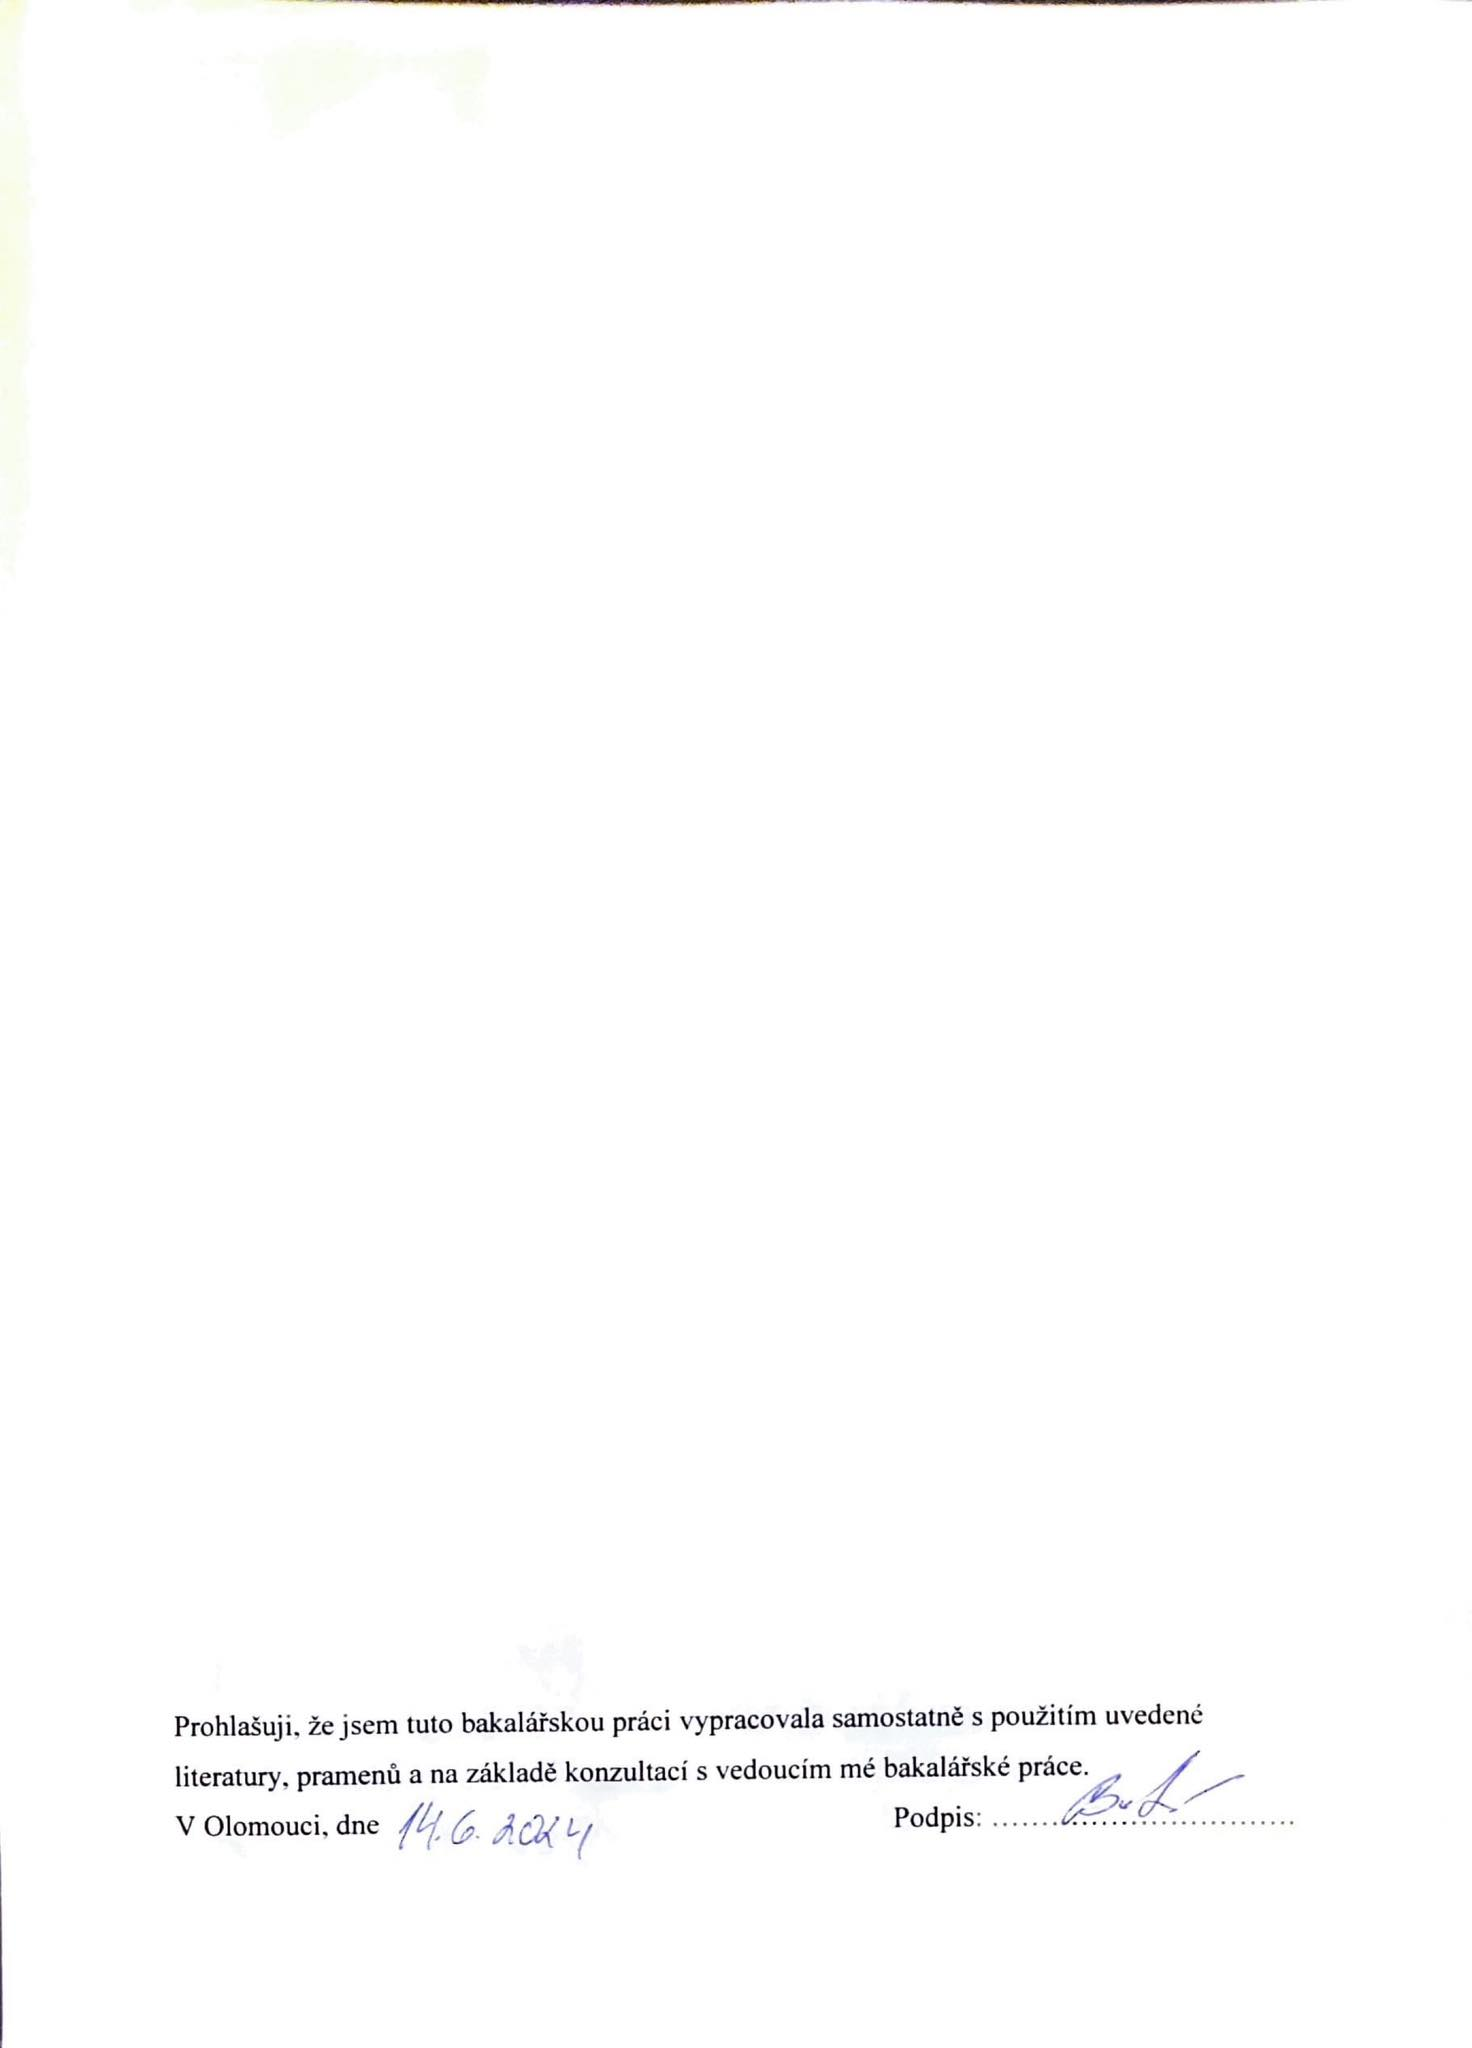 Prohlašuji, že jsem tuto bakalářskou práci vypracovala samostatně s použitím uvedené
literatury, pramenů a na základě konzultací s vedoucím mé bakalářské práce.
V Olomouci, dne 14.6.2024 Podpis: ........................................